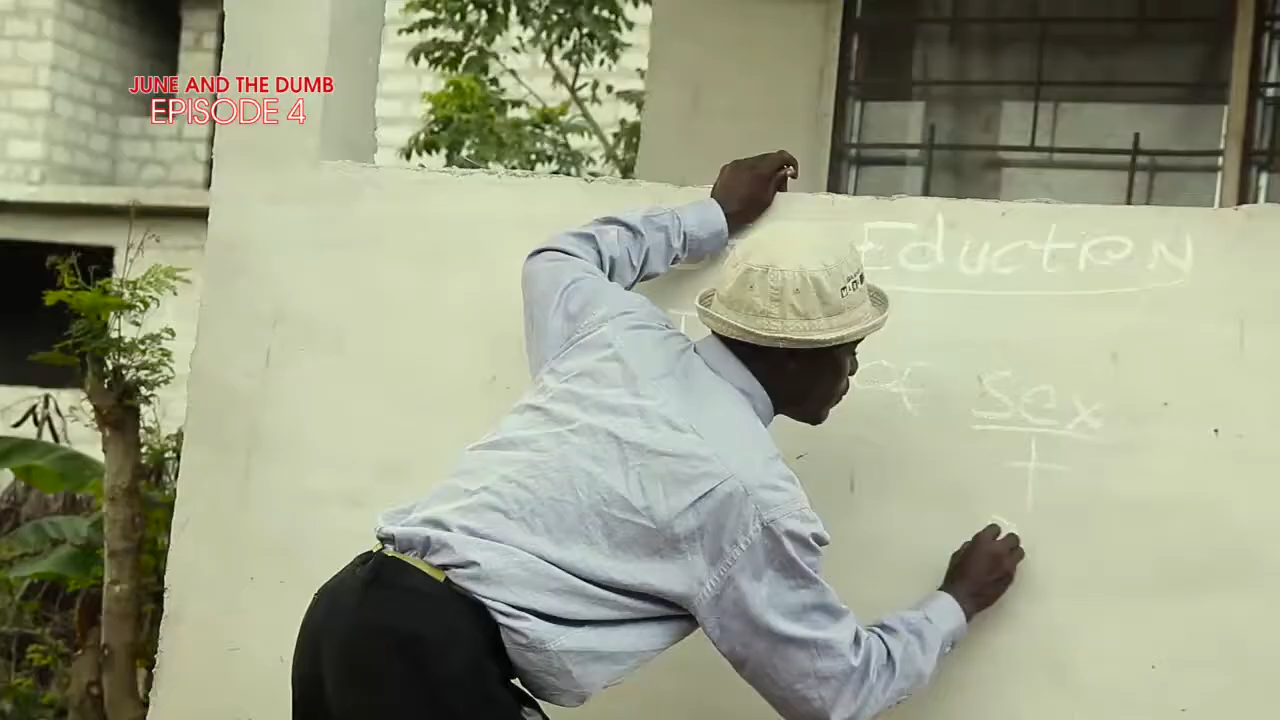 JUNE AND THE DUMB
EPISODE 4
Eduction
of Sex
+